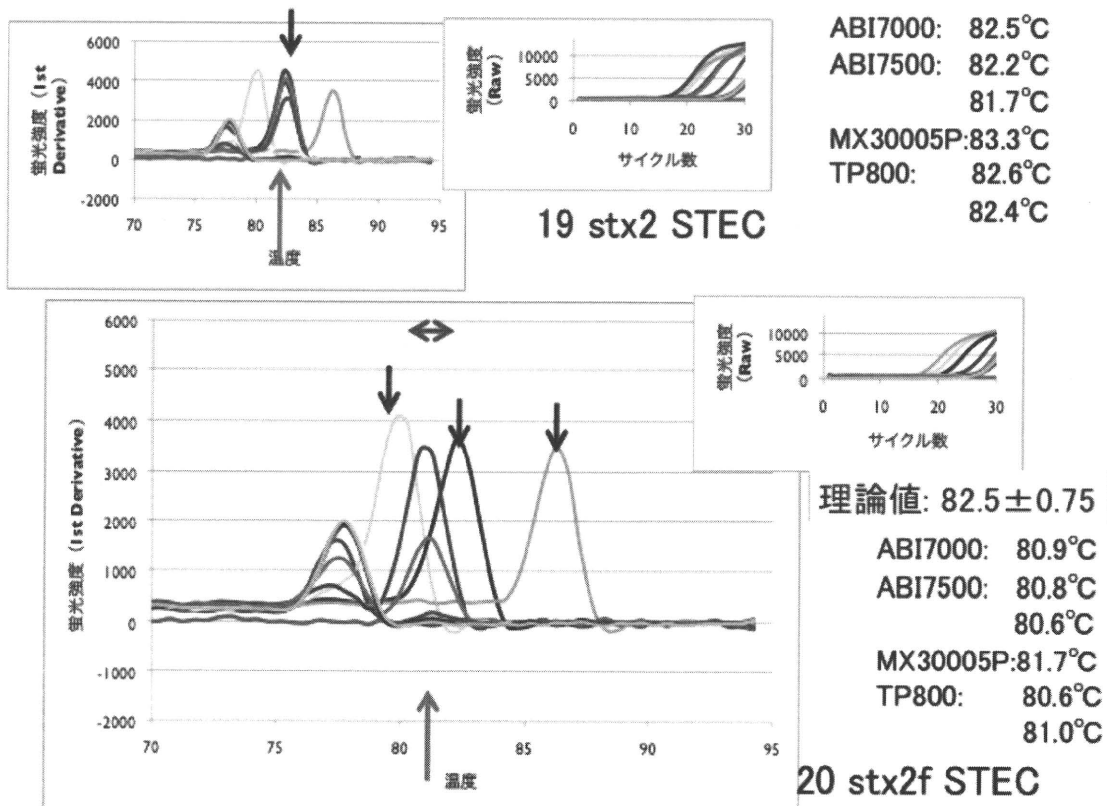 6000
4000
2000
0
-2000
70 75 80 85 90 95
蛍光強度 (1st Derivative)
温度
10000
5000
0
0 10 20 30
蛍光強度 (Raw)
サイクル数
ABI7000: 82.5℃
ABI7500: 82.2℃
81.7℃
MX30005P:83.3℃
TP800: 82.6℃
82.4℃
19 stx2 STEC
6000
5000
4000
3000
2000
1000
0
-1000
-2000
70 75 80 85 90 95
蛍光強度 (1st Derivative)
温度
10000
5000
0
0 10 20 30
蛍光強度 (Raw)
サイクル数
理論値: 82.5±0.75
ABI7000: 80.9℃
ABI7500: 80.8℃
80.6℃
MX30005P:81.7℃
TP800: 80.6℃
81.0℃
20 stx2f STEC